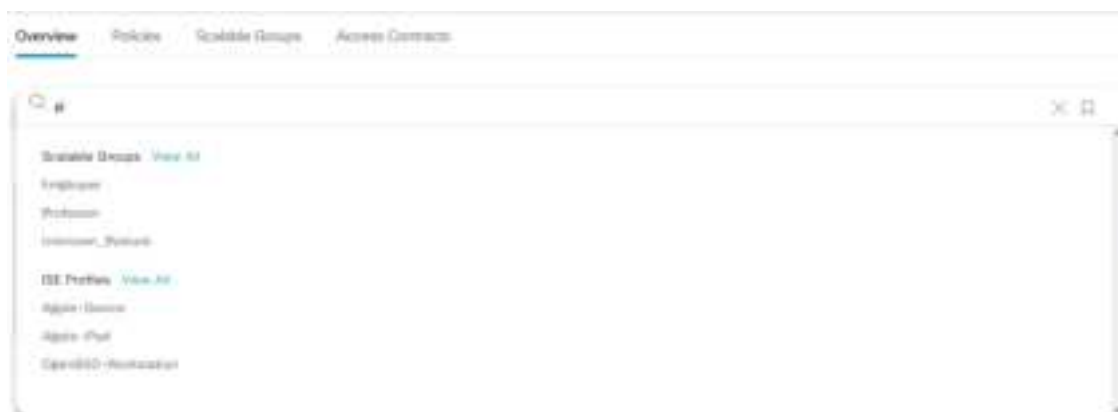 Overview Policies Scalable Groups Access Contracts
Scalable Groups View All
Employee
Professor
ISE Profiles View All
Apple-Device
Apple-iPad
OpenBSD-Workstation